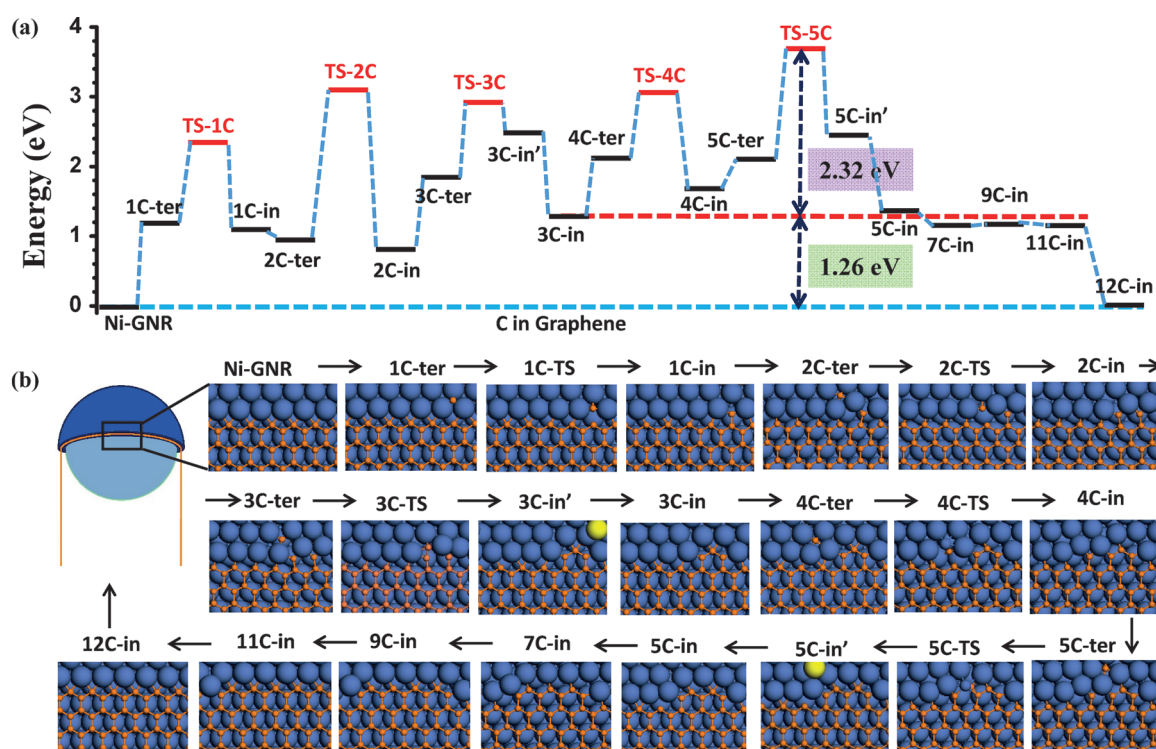 (a)
Energy (eV)
4
3
2
1
0
Ni-GNR
1C-ter
TS-1C
1C-in
2C-ter
TS-2C
2C-in
3C-ter
TS-3C
3C-in’
3C-in
4C-ter
TS-4C
4C-in
5C-ter
TS-5C
5C-in’
2.32 eV
5C-in
7C-in
9C-in
11C-in
1.26 eV
12C-in
C in Graphene
(b)
Ni-GNR 1C-ter 1C-TS 1C-in 2C-ter 2C-TS 2C-in
3C-ter 3C-TS 3C-in’ 3C-in 4C-ter 4C-TS 4C-in
12C-in 11C-in 9C-in 7C-in 5C-in 5C-in’ 5C-TS 5C-ter